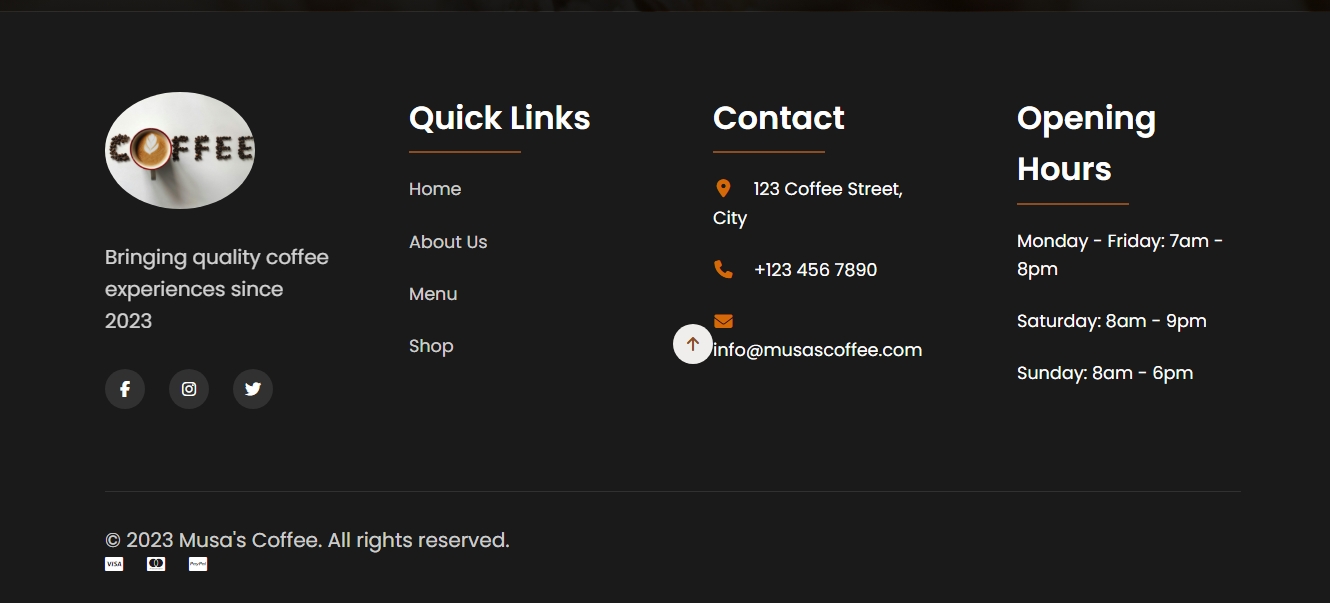 COFFEE
Bringing quality coffee
experiences since
2023
Quick Links
Home
About Us
Menu
Shop
Contact
123 Coffee Street,
City
+123 456 7890
info@musascoffee.com
Opening
Hours
Monday - Friday: 7am -
8pm
Saturday: 8am - 9pm
Sunday: 8am - 6pm
© 2023 Musa's Coffee. All rights reserved.
VISA
PayPal